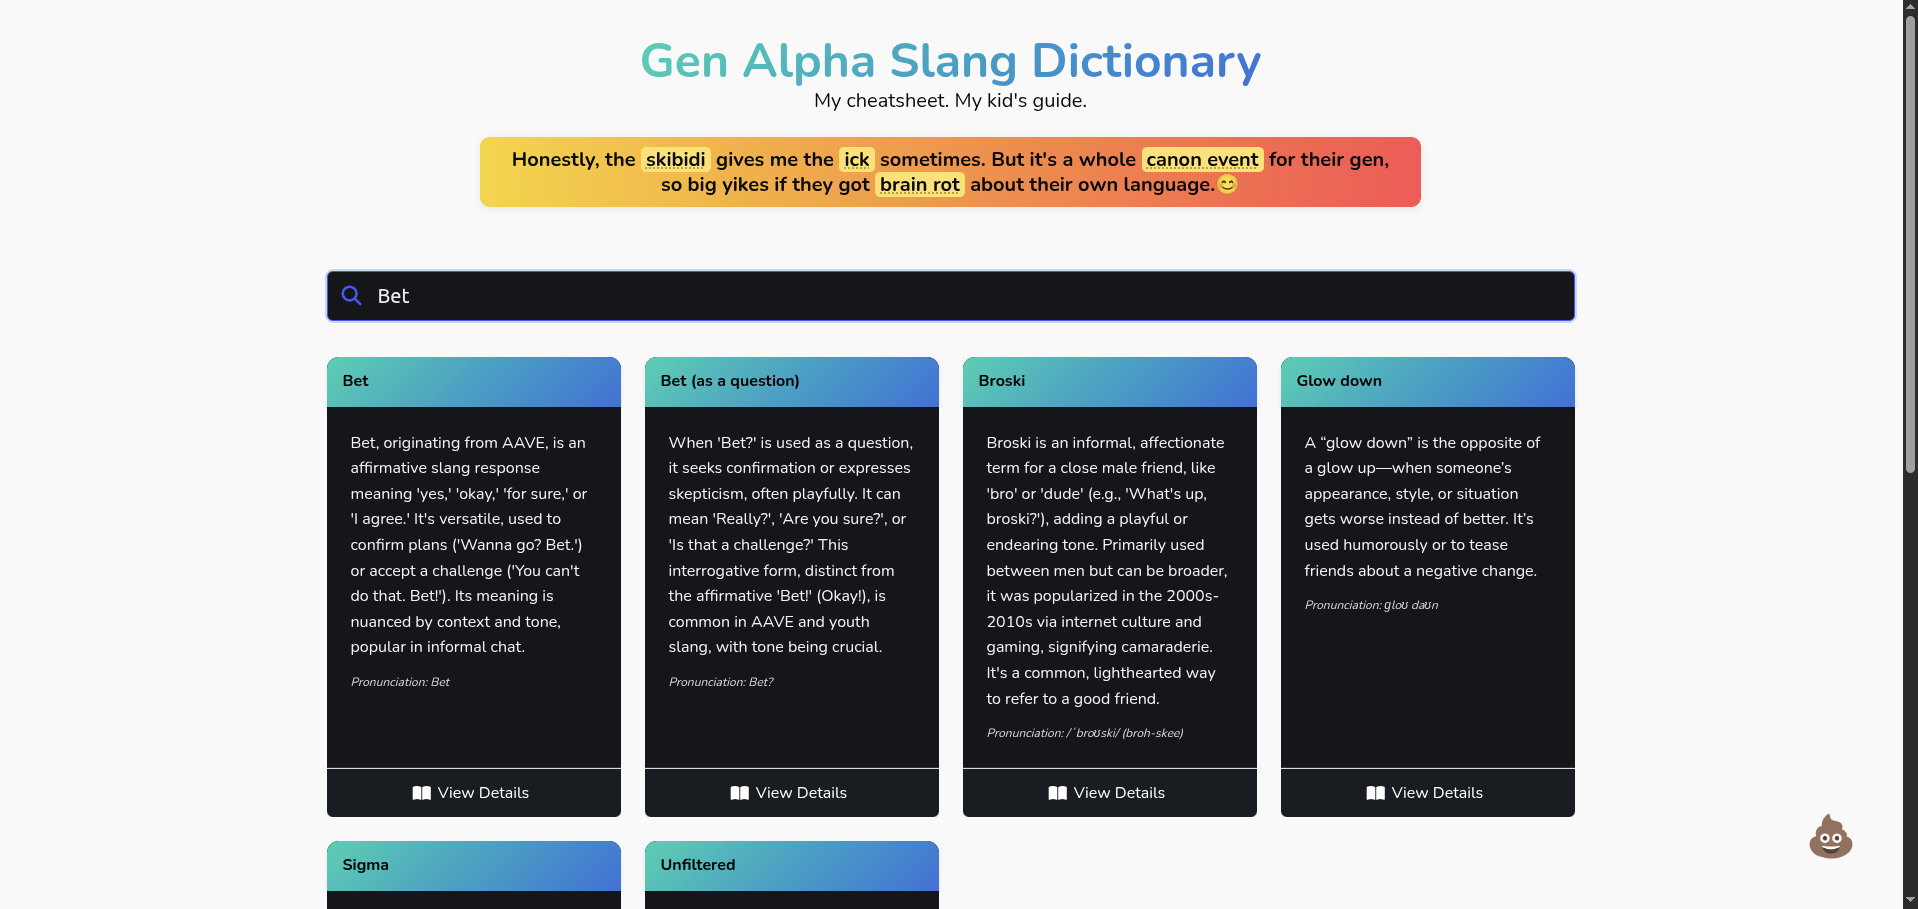 Gen Alpha Slang Dictionary
My cheatsheet. My kid's guide.
Honestly, the skibidi gives me the ick sometimes. But it's a whole canon event for their gen,
so big yikes if they got brain rot about their own language.😊
Bet
Bet
Bet, originating from AAVE, is an
affirmative slang response
meaning 'yes,' 'okay,' 'for sure,' or
'I agree.' It's versatile, used to
confirm plans ('Wanna go? Bet.')
or accept a challenge ('You can't
do that. Bet!'). Its meaning is
nuanced by context and tone,
popular in informal chat.
Pronunciation: Bet
View Details
Bet (as a question)
When 'Bet?' is used as a question,
it seeks confirmation or expresses
skepticism, often playfully. It can
mean 'Really?', 'Are you sure?', or
'Is that a challenge?' This
interrogative form, distinct from
the affirmative 'Bet!' (Okay!), is
common in AAVE and youth
slang, with tone being crucial.
Pronunciation: Bet?
View Details
Broski
Broski is an informal, affectionate
term for a close male friend, like
'bro' or 'dude' (e.g., 'What's up,
broski?'), adding a playful or
endearing tone. Primarily used
between men but can be broader,
it was popularized in the 2000s-
2010s via internet culture and
gaming, signifying camaraderie.
It's a common, lighthearted way
to refer to a good friend.
Pronunciation: /ˈbroʊski/ (broh-skee)
View Details
Glow down
A “glow down” is the opposite of
a glow up—when someone’s
appearance, style, or situation
gets worse instead of better. It’s
used humorously or to tease
friends about a negative change.
Pronunciation: ɡloʊ daʊn
View Details
Sigma
Unfiltered